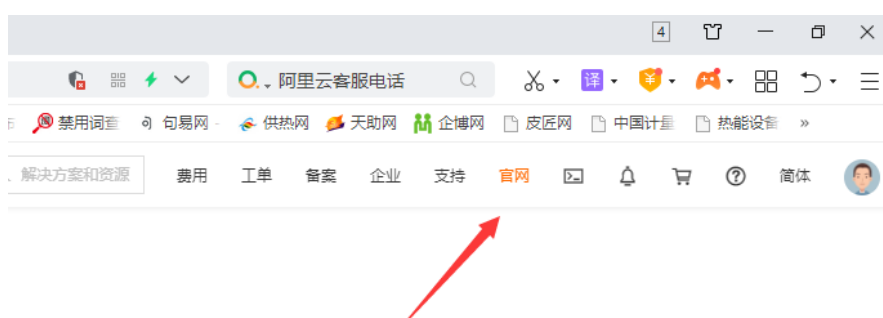 4
阿里云客服电话 译
禁用词查 句易网 - 供热网 天助网 企博网 皮匠网 中国计量 热能设备 »
解决方案和资源 费用 工单 备案 企业 支持 官网 简体